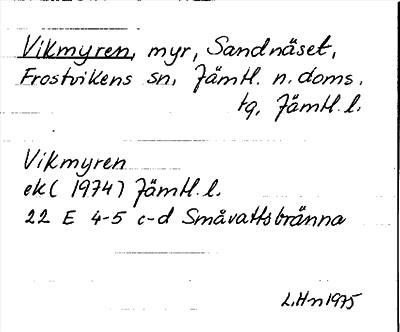 Vikmyren, myr, Sandnäset,
Frostvikens sn, Jämtl. n. doms.
tg, Jämtl. l.
Vikmyren
ek (1974) Jämtl. l.
22 E 4-5 c-d Småvattsbränna
L.Hn 1975